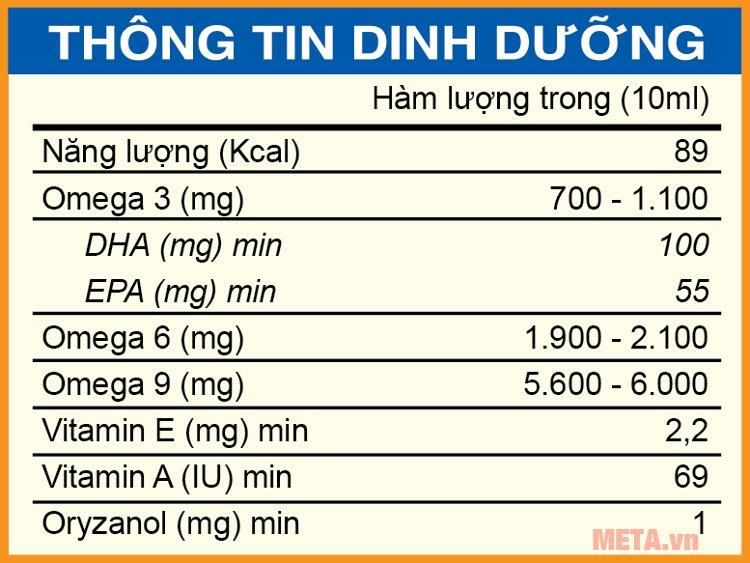 THÔNG TIN DINH DƯỠNG
Hàm lượng trong (10ml)
Năng lượng (Kcal) 89
Omega 3 (mg) 700 - 1.100
DHA (mg) min 100
EPA (mg) min 55
Omega 6 (mg) 1.900 - 2.100
Omega 9 (mg) 5.600 - 6.000
Vitamin E (mg) min 2,2
Vitamin A (IU) min 69
Oryzanol (mg) min 1
META.vn